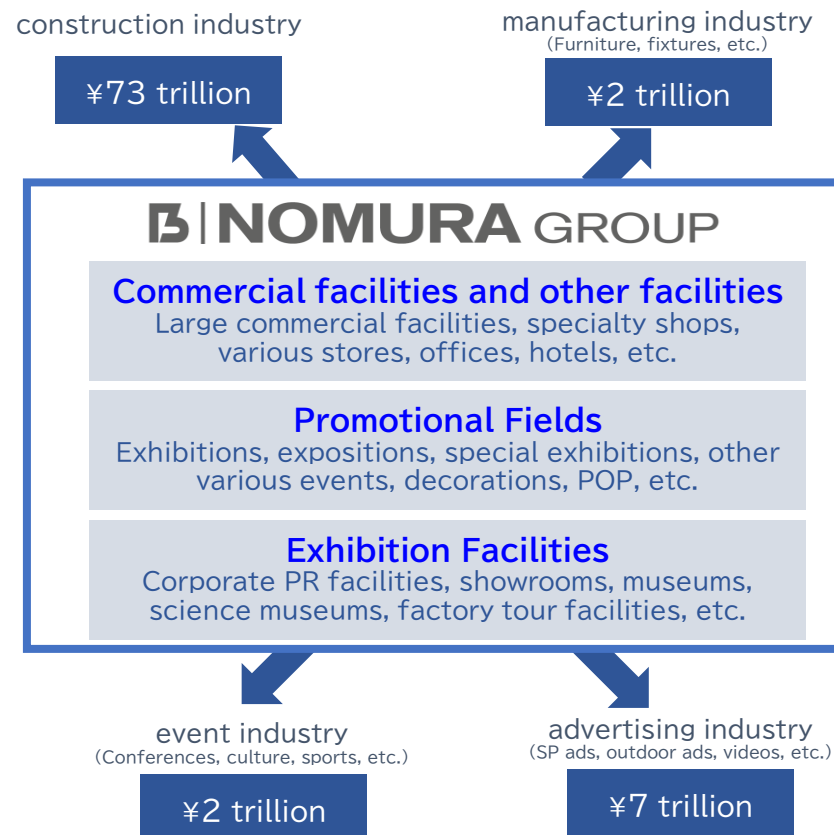 construction industry
¥73 trillion
manufacturing industry
(Furniture, fixtures, etc.)
¥2 trillion
NOMURA GROUP
Commercial facilities and other facilities
Large commercial facilities, specialty shops,
various stores, offices, hotels, etc.
Promotional Fields
Exhibitions, expositions, special exhibitions, other
various events, decorations, POP, etc.
Exhibition Facilities
Corporate PR facilities, showrooms, museums,
science museums, factory tour facilities, etc.
event industry
(Conferences, culture, sports, etc.)
¥2 trillion
advertising industry
(SP ads, outdoor ads, videos, etc.)
¥7 trillion